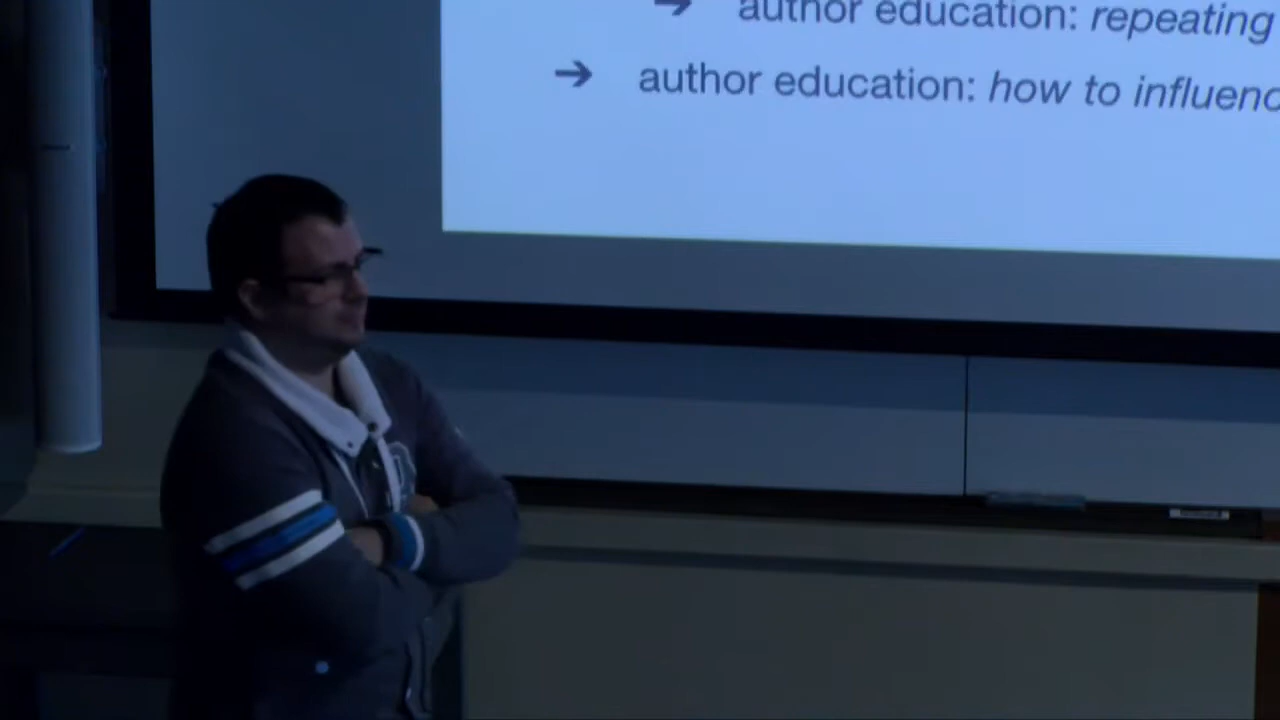 ➔ author education: repeating
➔ author education: how to influenc